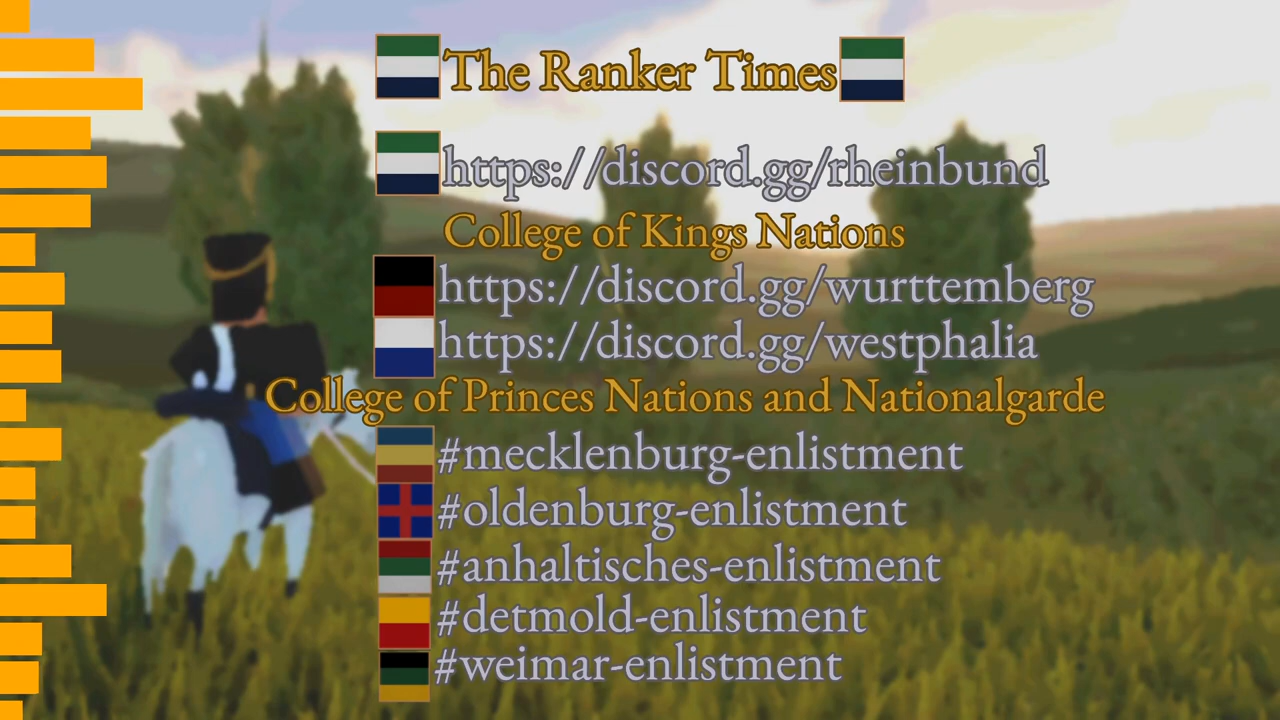 The Ranker Times
https://discord.gg/rheinbund
College of Kings Nations
https://discord.gg/wurttemberg
https://discord.gg/westphalia
College of Princes Nations and Nationalgarde
#mecklenburg-enlistment
#oldenburg-enlistment
#anhaltisches-enlistment
#detmold-enlistment
#weimar-enlistment